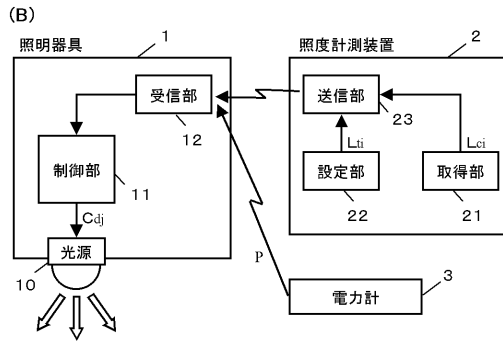 (B)
照明器具
1
照度計測装置
2
受信部
12
送信部
23
制御部
11
Lti
Lci
設定部
22
取得部
21
Cdj
光源
10
P
電力計
3